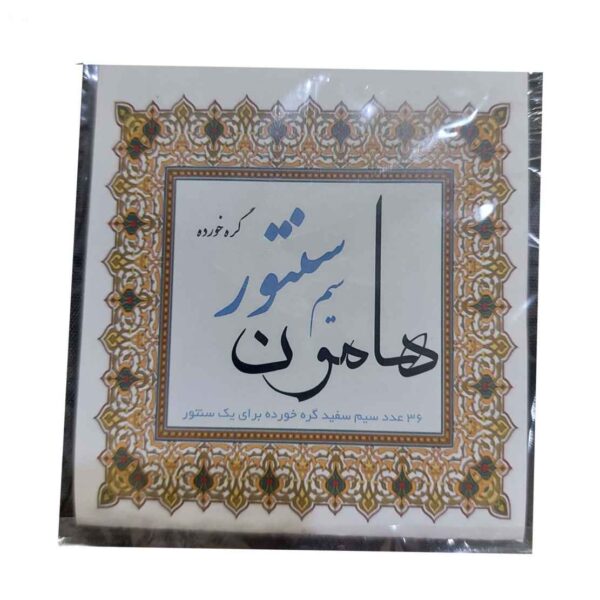 گره خورده
سیم سنتور
هامون
۳۶ عدد سیم سفید گره خورده برای یک سنتور